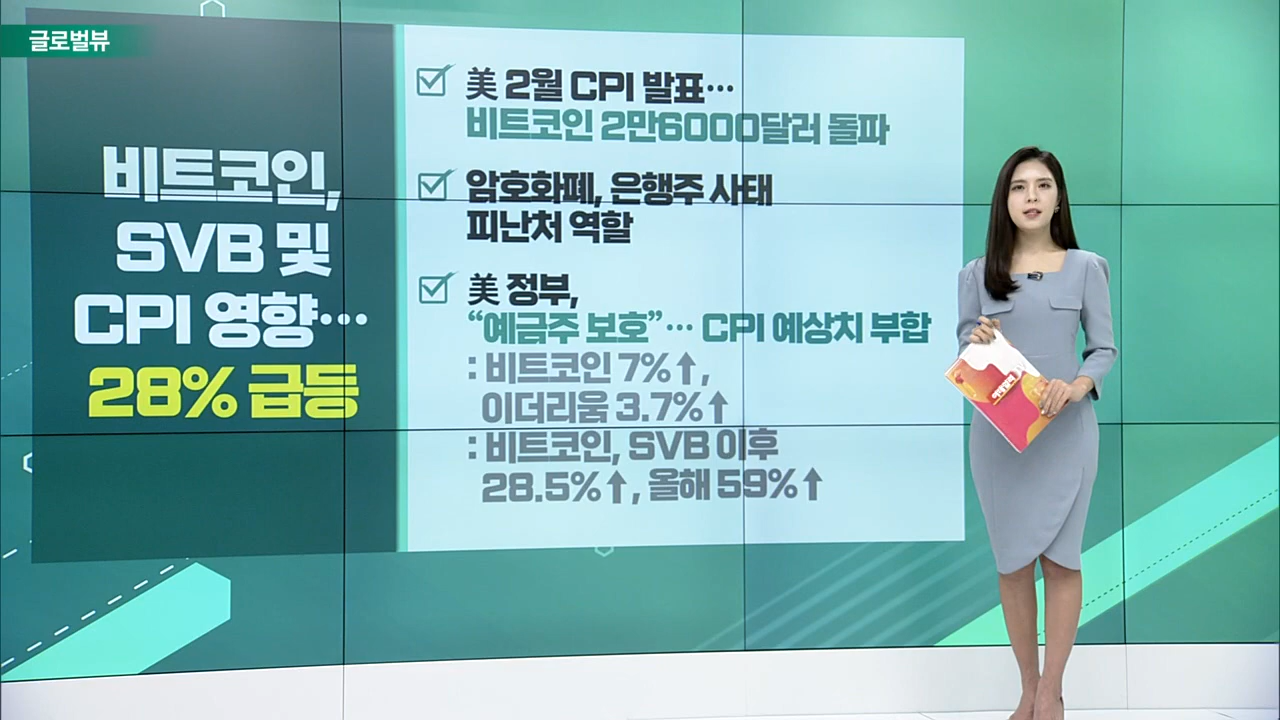 글로벌뷰
비트코인,
SVB 및
CPI 영향…
28% 급등
美 2월 CPI 발표…
비트코인 2만6000달러 돌파
암호화폐, 은행주 사태
피난처 역할
美 정부,
“예금주 보호”… CPI 예상치 부합
: 비트코인 7%↑,
이더리움 3.7%↑
: 비트코인, SVB 이후
28.5%↑, 올해 59%↑